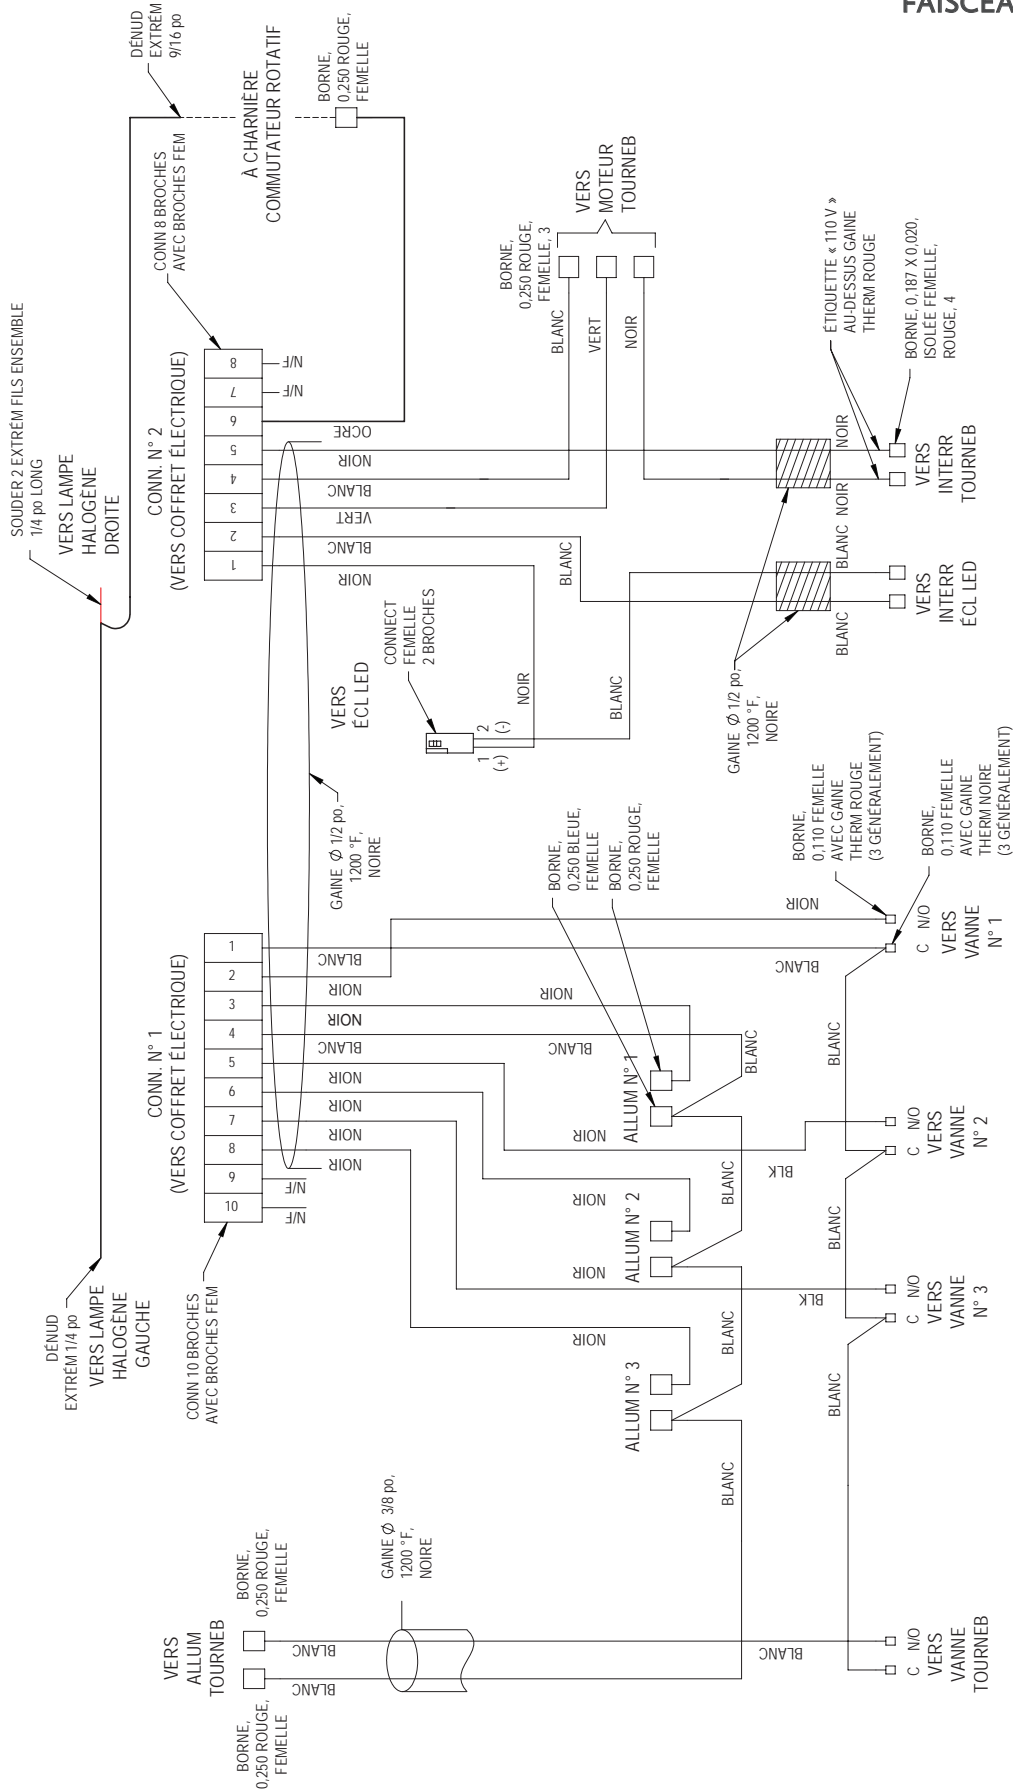 FAISCEA
DÉNUD
EXTRÉM
9/16 po
À CHARNIÈRE
COMMUTATEUR ROTATIF
BORNE,
0,250 ROUGE,
FEMELLE
SOUDER 2 EXTRÉM FILS ENSEMBLE
1/4 po LONG
VERS LAMPE
HALOGÈNE
DROITE
CONN 8 BROCHES
AVEC BROCHES FEM
CONN. N° 2
(VERS COFFRET ÉLECTRIQUE)
8
7
6
5
4
3
2
1
N/F
N/F
OCRE
NOIR
BLANC
VERT
BLANC
NOIR
BORNE,
0,250 ROUGE,
FEMELLE, 3
VERS
MOTEUR
TOURNEB
BLANC
VERT
NOIR
ÉTIQUETTE « 110 V »
AU-DESSUS GAINE
THERM ROUGE
BORNE, 0,187 X 0,020,
ISOLÉE FEMELLE,
ROUGE, 4
NOIR
NOIR
VERS
INTERR
TOURNEB
BLANC
BLANC
BLANC
VERS
INTERR
ÉCL LED
VERS
ÉCL LED
CONNECT
FEMELLE
2 BROCHES
1
(+)
2
(-)
NOIR
BLANC
GAINE Ø 1/2 po,
1200 °F,
NOIRE
GAINE Ø 1/2 po,
1200 °F,
NOIRE
DÉNUD
EXTRÉM 1/4 po
VERS LAMPE
HALOGÈNE
GAUCHE
CONN 10 BROCHES
AVEC BROCHES FEM
CONN. N° 1
(VERS COFFRET ÉLECTRIQUE)
1
2
3
4
5
6
7
8
9
10
BLANC
NOIR
NOIR
BLANC
NOIR
NOIR
NOIR
NOIR
N/F
N/F
BORNE,
0,250 BLEUE,
FEMELLE
BORNE,
0,250 ROUGE,
FEMELLE
BORNE,
0,110 FEMELLE
AVEC GAINE
THERM ROUGE
(3 GÉNÉRALEMENT)
BORNE,
0,110 FEMELLE
AVEC GAINE
THERM NOIRE
(3 GÉNÉRALEMENT)
NOIR
BLANC
C N/O
VERS
VANNE
N° 1
NOIR
BLANC
ALLUM N° 1
BLANC
BLANC
NOIR
BLK
C N/O
VERS
VANNE
N° 2
NOIR
ALLUM N° 2
BLANC
BLANC
NOIR
BLK
C N/O
VERS
VANNE
N° 3
NOIR
ALLUM N° 3
BLANC
BLANC
BLANC
GAINE Ø 3/8 po,
1200 °F,
NOIRE
VERS
ALLUM
TOURNEB
BORNE,
0,250 ROUGE,
FEMELLE
BORNE,
0,250 ROUGE,
FEMELLE
BLANC
BLANC
BLANC
C N/O
VERS
VANNE
TOURNEB